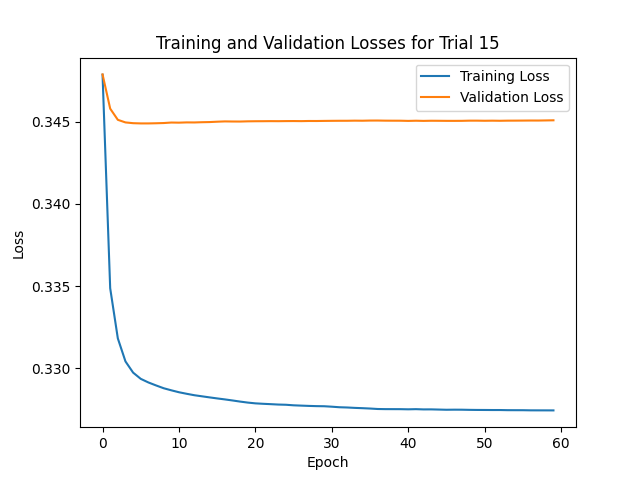 Training and Validation Losses for Trial 15
Training Loss
Validation Loss
0.345
0.340
0.335
0.330
Loss
0
10
20
30
40
50
60
Epoch